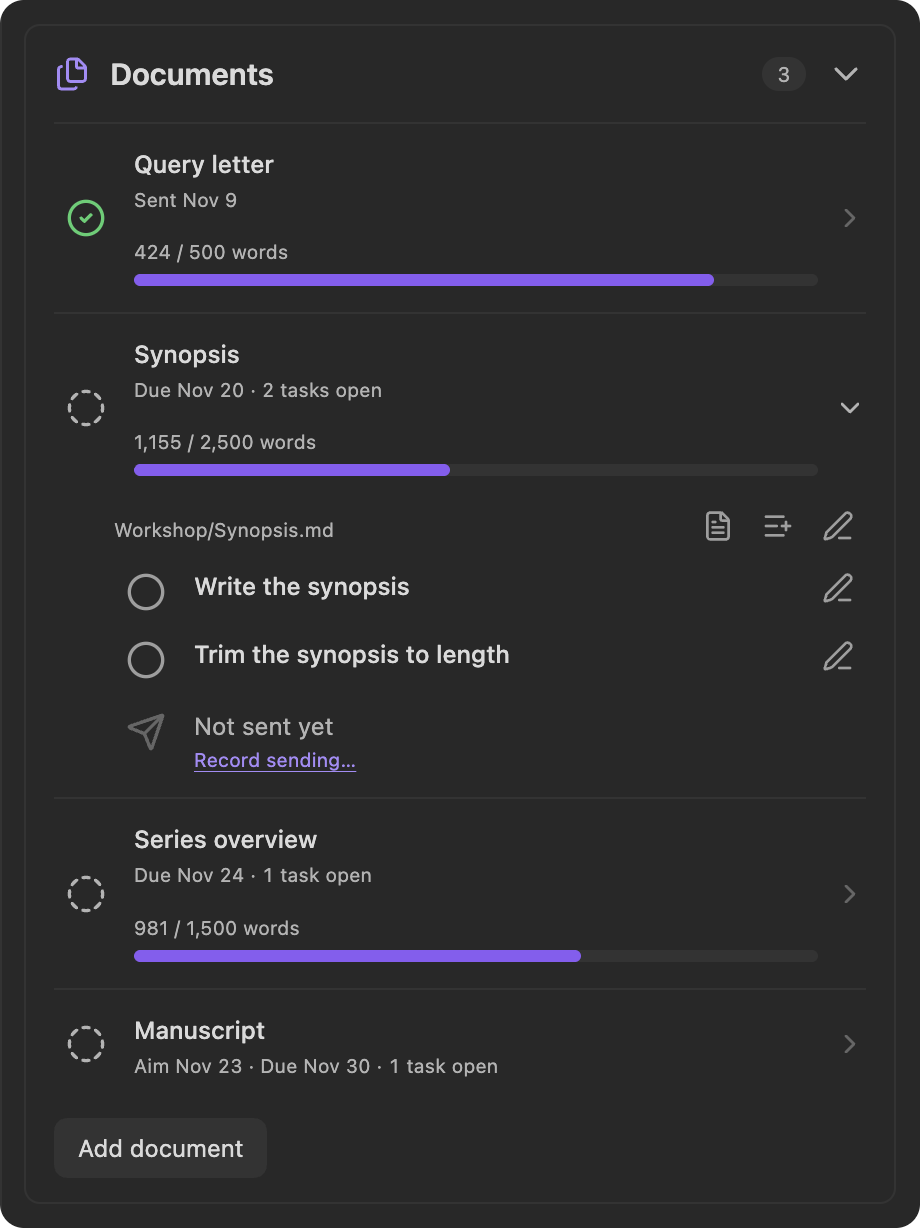 Documents
3
Query letter
Sent Nov 9
424 / 500 words
Synopsis
Due Nov 20 · 2 tasks open
1,155 / 2,500 words
Workshop/Synopsis.md
Write the synopsis
Trim the synopsis to length
Not sent yet
Record sending...
Series overview
Due Nov 24 · 1 task open
981 / 1,500 words
Manuscript
Aim Nov 23 · Due Nov 30 · 1 task open
Add document